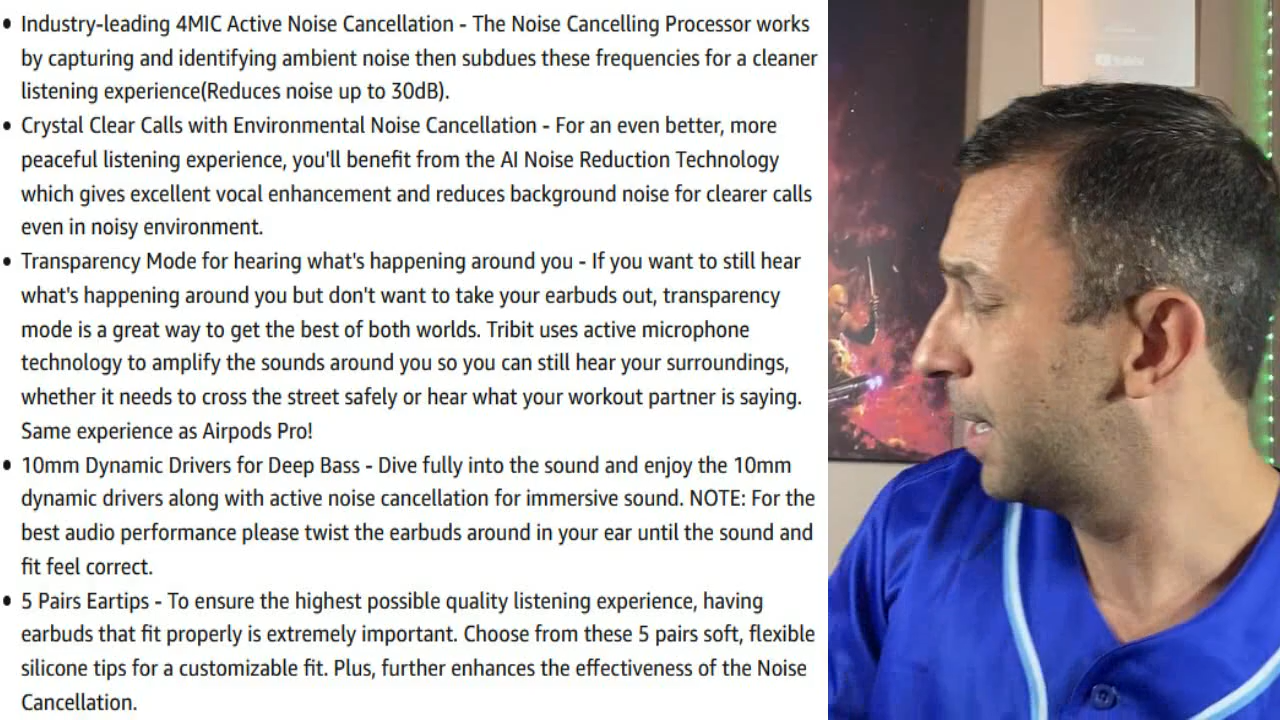 • Industry-leading 4MIC Active Noise Cancellation - The Noise Cancelling Processor works
by capturing and identifying ambient noise then subdues these frequencies for a cleaner
listening experience(Reduces noise up to 30dB).
• Crystal Clear Calls with Environmental Noise Cancellation - For an even better, more
peaceful listening experience, you'll benefit from the AI Noise Reduction Technology
which gives excellent vocal enhancement and reduces background noise for clearer calls
even in noisy environment.
• Transparency Mode for hearing what's happening around you - If you want to still hear
what's happening around you but don't want to take your earbuds out, transparency
mode is a great way to get the best of both worlds. Tribit uses active microphone
technology to amplify the sounds around you so you can still hear your surroundings,
whether it needs to cross the street safely or hear what your workout partner is saying.
Same experience as Airpods Pro!
• 10mm Dynamic Drivers for Deep Bass - Dive fully into the sound and enjoy the 10mm
dynamic drivers along with active noise cancellation for immersive sound. NOTE: For the
best audio performance please twist the earbuds around in your ear until the sound and
fit feel correct.
• 5 Pairs Eartips - To ensure the highest possible quality listening experience, having
earbuds that fit properly is extremely important. Choose from these 5 pairs soft, flexible
silicone tips for a customizable fit. Plus, further enhances the effectiveness of the Noise
Cancellation.